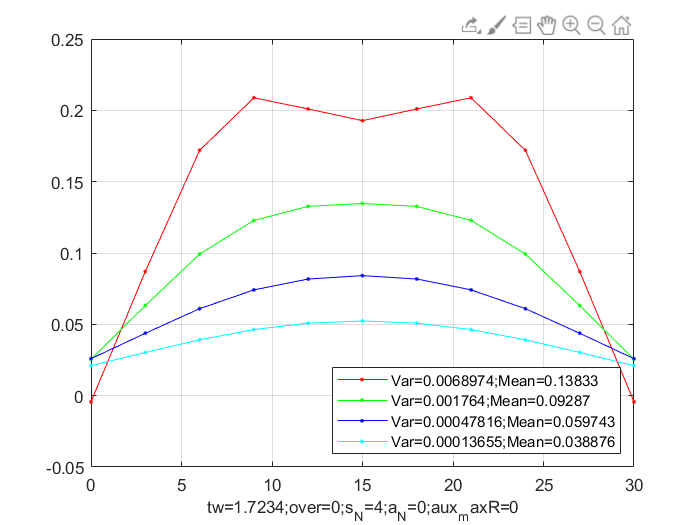 0.25
0.2
0.15
0.1
0.05
0
-0.05
Var=0.0068974;Mean=0.13833
Var=0.001764;Mean=0.09287
Var=0.00047816;Mean=0.059743
Var=0.00013655;Mean=0.038876
0 5 10 15 20 25 30
tw=1.7234;over=0;s_N=4;a_N=0;aux_maxR=0